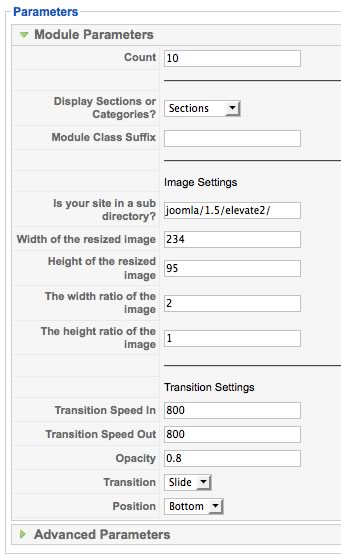 Parameters
Module Parameters
Count 10
Display Sections or
Categories? Sections
Module Class Suffix
Image Settings
Is your site in a sub
directory? joomla/1.5/elevate2/
Width of the resized image 234
Height of the resized
image 95
The width ratio of the
image 2
The height ratio of the
image 1
Transition Settings
Transition Speed In 800
Transition Speed Out 800
Opacity 0.8
Transition Slide
Position Bottom
Advanced Parameters